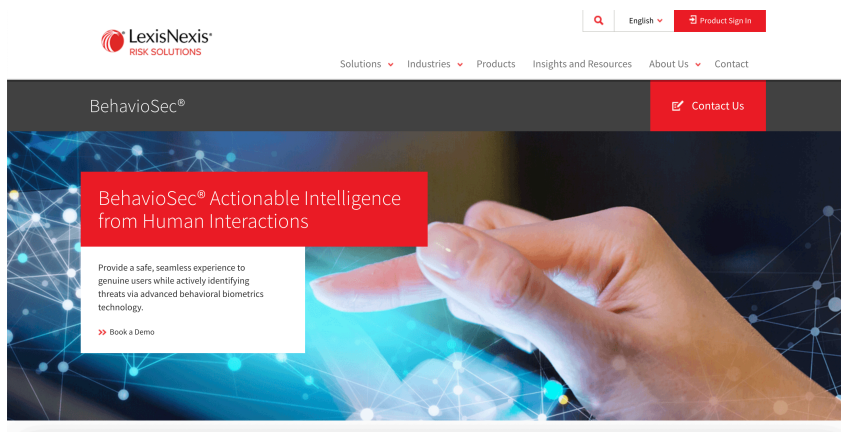 English
Product Sign In
LexisNexis®
RISK SOLUTIONS
Solutions Industries Products Insights and Resources About Us Contact
BehavioSec®
Contact Us
BehavioSec® Actionable Intelligence
from Human Interactions
Provide a safe, seamless experience to
genuine users while actively identifying
threats via advanced behavioral biometrics
technology.
Book a Demo